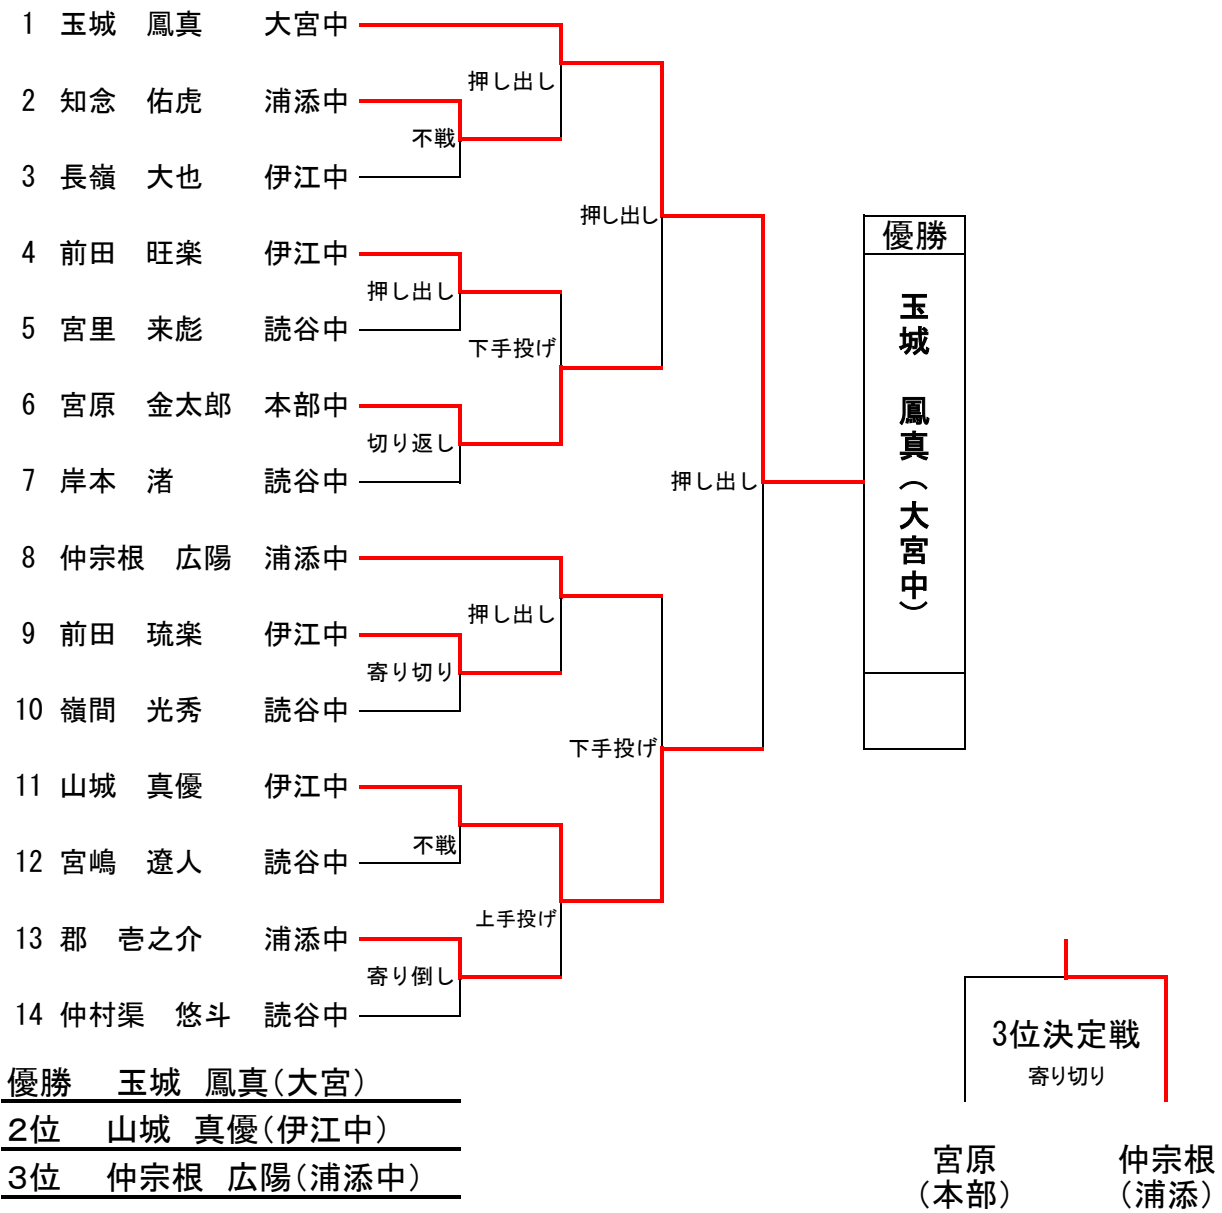 1 玉城 鳳真 大宮中
押し出し
2 知念 佑虎 浦添中
不戦
3 長嶺 大也 伊江中
押し出し
4 前田 旺楽 伊江中
押し出し
5 宮里 来彪 読谷中
下手投げ
6 宮原 金太郎 本部中
切り返し
7 岸本 渚 読谷中
押し出し
8 仲宗根 広陽 浦添中
押し出し
9 前田 琉楽 伊江中
寄り切り
10 嶺間 光秀 読谷中
下手投げ
11 山城 真優 伊江中
不戦
12 宮嶋 遼人 読谷中
上手投げ
13 郡 壱之介 浦添中
寄り倒し
14 仲村渠 悠斗 読谷中
優勝
玉城 鳳真(大宮中)
優勝 玉城 鳳真(大宮)
2位 山城 真優(伊江中)
3位 仲宗根 広陽(浦添中)
3位決定戦
寄り切り
宮原 仲宗根
(本部) (浦添)